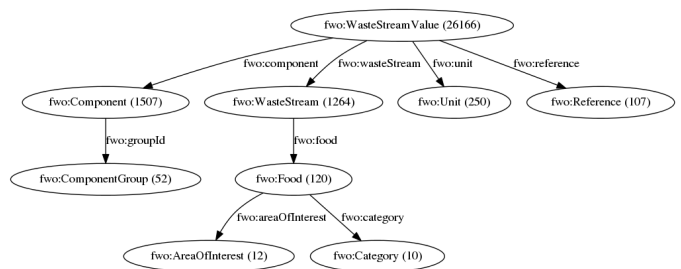 fwo:WasteStreamValue (26166)
fwo:component
fwo:wasteStream
fwo:unit
fwo:reference
fwo:Component (1507)
fwo:WasteStream (1264)
fwo:Unit (250)
fwo:Reference (107)
fwo:groupId
fwo:food
fwo:ComponentGroup (52)
fwo:Food (120)
fwo:areaOfInterest
fwo:category
fwo:AreaOfInterest (12)
fwo:Category (10)